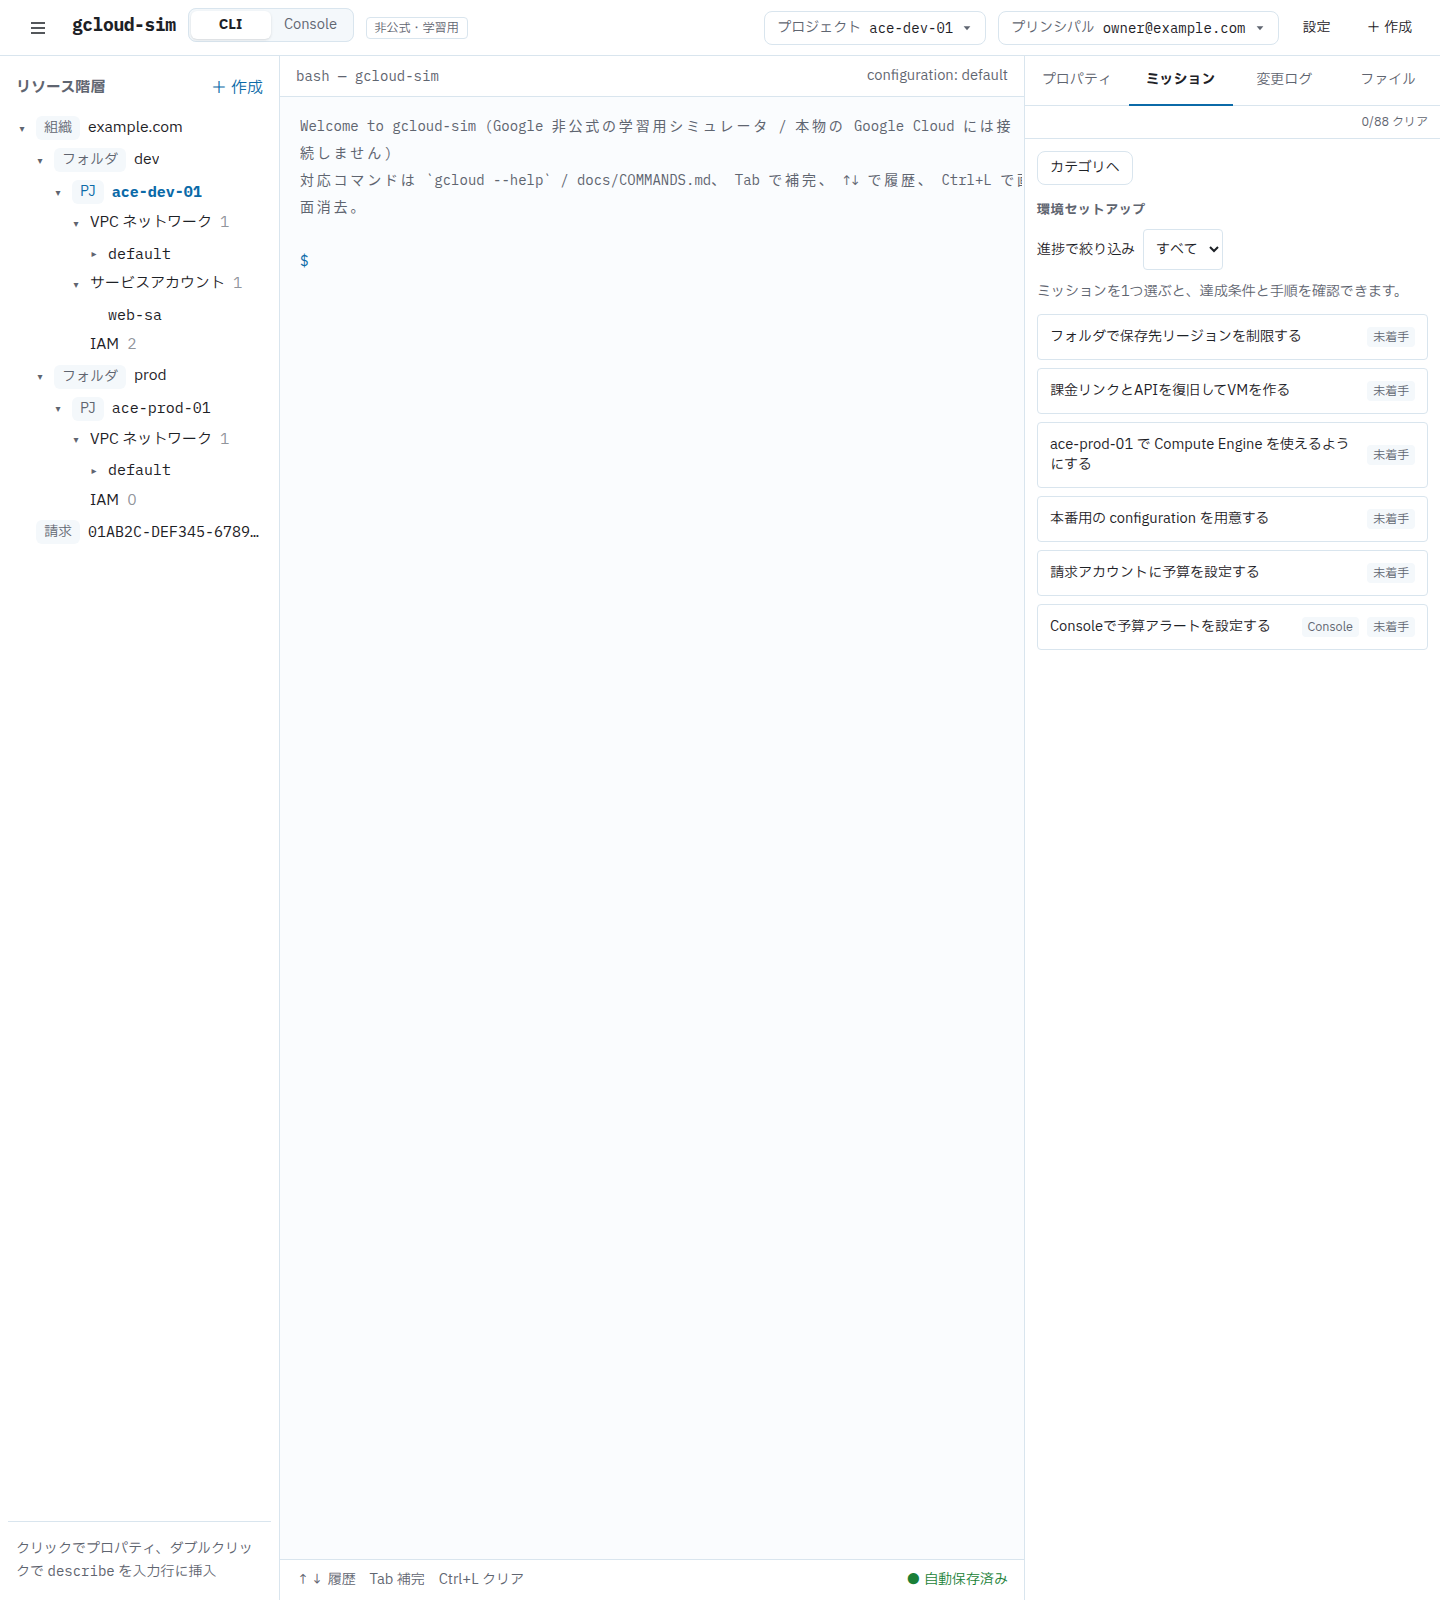 gcloud-sim
CLI
Console
非公式・学習用
プロジェクト ace-dev-01
プリンシパル owner@example.com
設定
＋ 作成
リソース階層
＋ 作成
組織 example.com
フォルダ dev
PJ ace-dev-01
VPC ネットワーク 1
default
サービスアカウント 1
web-sa
IAM 2
フォルダ prod
PJ ace-prod-01
VPC ネットワーク 1
default
IAM 0
請求 01AB2C-DEF345-6789…
クリックでプロパティ、ダブルクリッ
クで describe を入力行に挿入
bash — gcloud-sim
configuration: default
Welcome to gcloud-sim (Google 非公式の学習用シミュレータ / 本物の Google Cloud には接
続しません)
対応コマンドは `gcloud --help` / docs/COMMANDS.md、 Tab で補完、 ↑↓ で履歴、 Ctrl+L で画
面消去。
$
↑↓ 履歴 Tab 補完 Ctrl+L クリア
● 自動保存済み
プロパティ
ミッション
変更ログ
ファイル
0/88 クリア
カテゴリへ
環境セットアップ
進捗で絞り込み すべて
ミッションを1つ選ぶと、達成条件と手順を確認できます。
フォルダで保存先リージョンを制限する 未着手
課金リンクとAPIを復旧してVMを作る 未着手
ace-prod-01 で Compute Engine を使えるよう
にする 未着手
本番用の configuration を用意する 未着手
請求アカウントに予算を設定する 未着手
Consoleで予算アラートを設定する Console 未着手